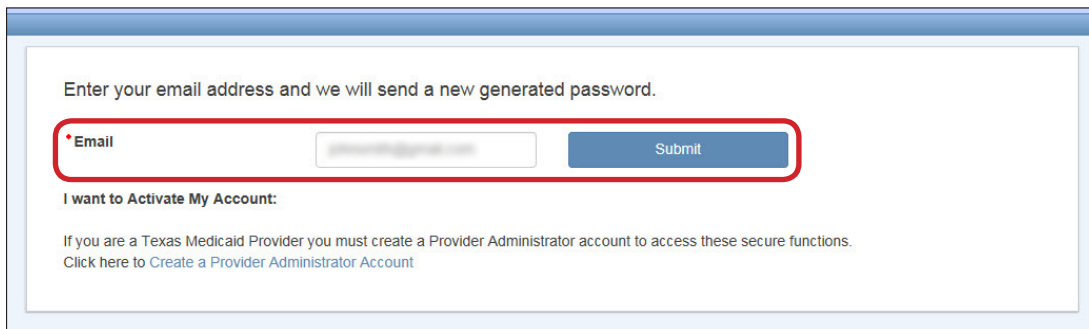 Enter your email address and we will send a new generated password.
*Email
Submit
I want to Activate My Account:
If you are a Texas Medicaid Provider you must create a Provider Administrator account to access these secure functions.
Click here to Create a Provider Administrator Account